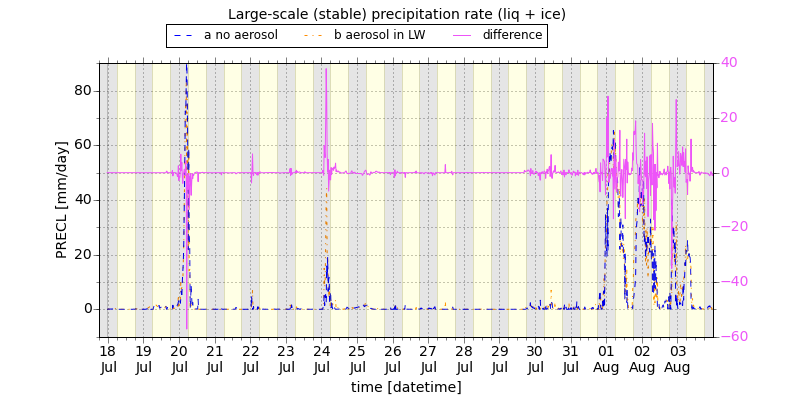 Large-scale (stable) precipitation rate (liq + ice)
a no aerosol b aerosol in LW difference
PRECL [mm/day]
80
60
40
20
0
40
20
0
−20
−40
−60
18 19 20 21 22 23 24 25 26 27 28 29 30 31 01 02 03
Jul Jul Jul Jul Jul Jul Jul Jul Jul Jul Jul Jul Jul Jul Aug Aug Aug
time [datetime]